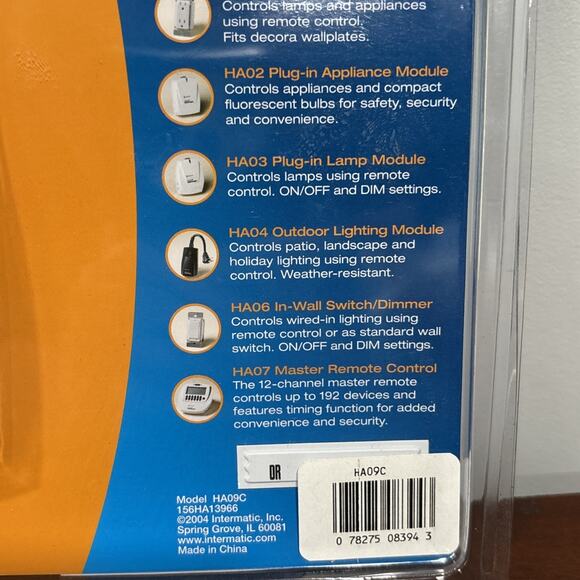 Controls lamps and appliances
using remote control.
Fits decora wallplates.
HA02 Plug-in Appliance Module
Controls appliances and compact
fluorescent bulbs for safety, security
and convenience.
HA03 Plug-in Lamp Module
Controls lamps using remote
control. ON/OFF and DIM settings.
HA04 Outdoor Lighting Module
Controls patio, landscape and
holiday lighting using remote
control. Weather-resistant.
HA06 In-Wall Switch/Dimmer
Controls wired-in lighting using
remote control or as standard wall
switch. ON/OFF and DIM settings.
HA07 Master Remote Control
The 12-channel master remote
controls up to 192 devices and
features timing function for added
convenience and security.
OR
HA09C
0 78275 08394 3
Model HA09C
156HA13966
©2004 Intermatic, Inc.
Spring Grove, IL 60081
www.intermatic.com
Made in China